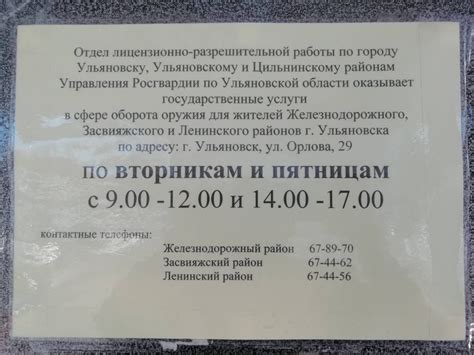 Отдел лицензионно-разрешительной работы по городу
Ульяновску, Ульяновскому и Цильнинскому районам
Управления Росгвардии по Ульяновской области оказывает
государственные услуги
в сфере оборота оружия для жителей Железнодорожного,
Засвияжского и Ленинского районов г. Ульяновска
по адресу: г. Ульяновск, ул. Орлова, 29
по вторникам и пятницам
с 9.00 -12.00 и 14.00 -17.00
контактные телефоны:
Железнодорожный район 67-89-70
Засвияжский район 67-44-62
Ленинский район 67-44-56